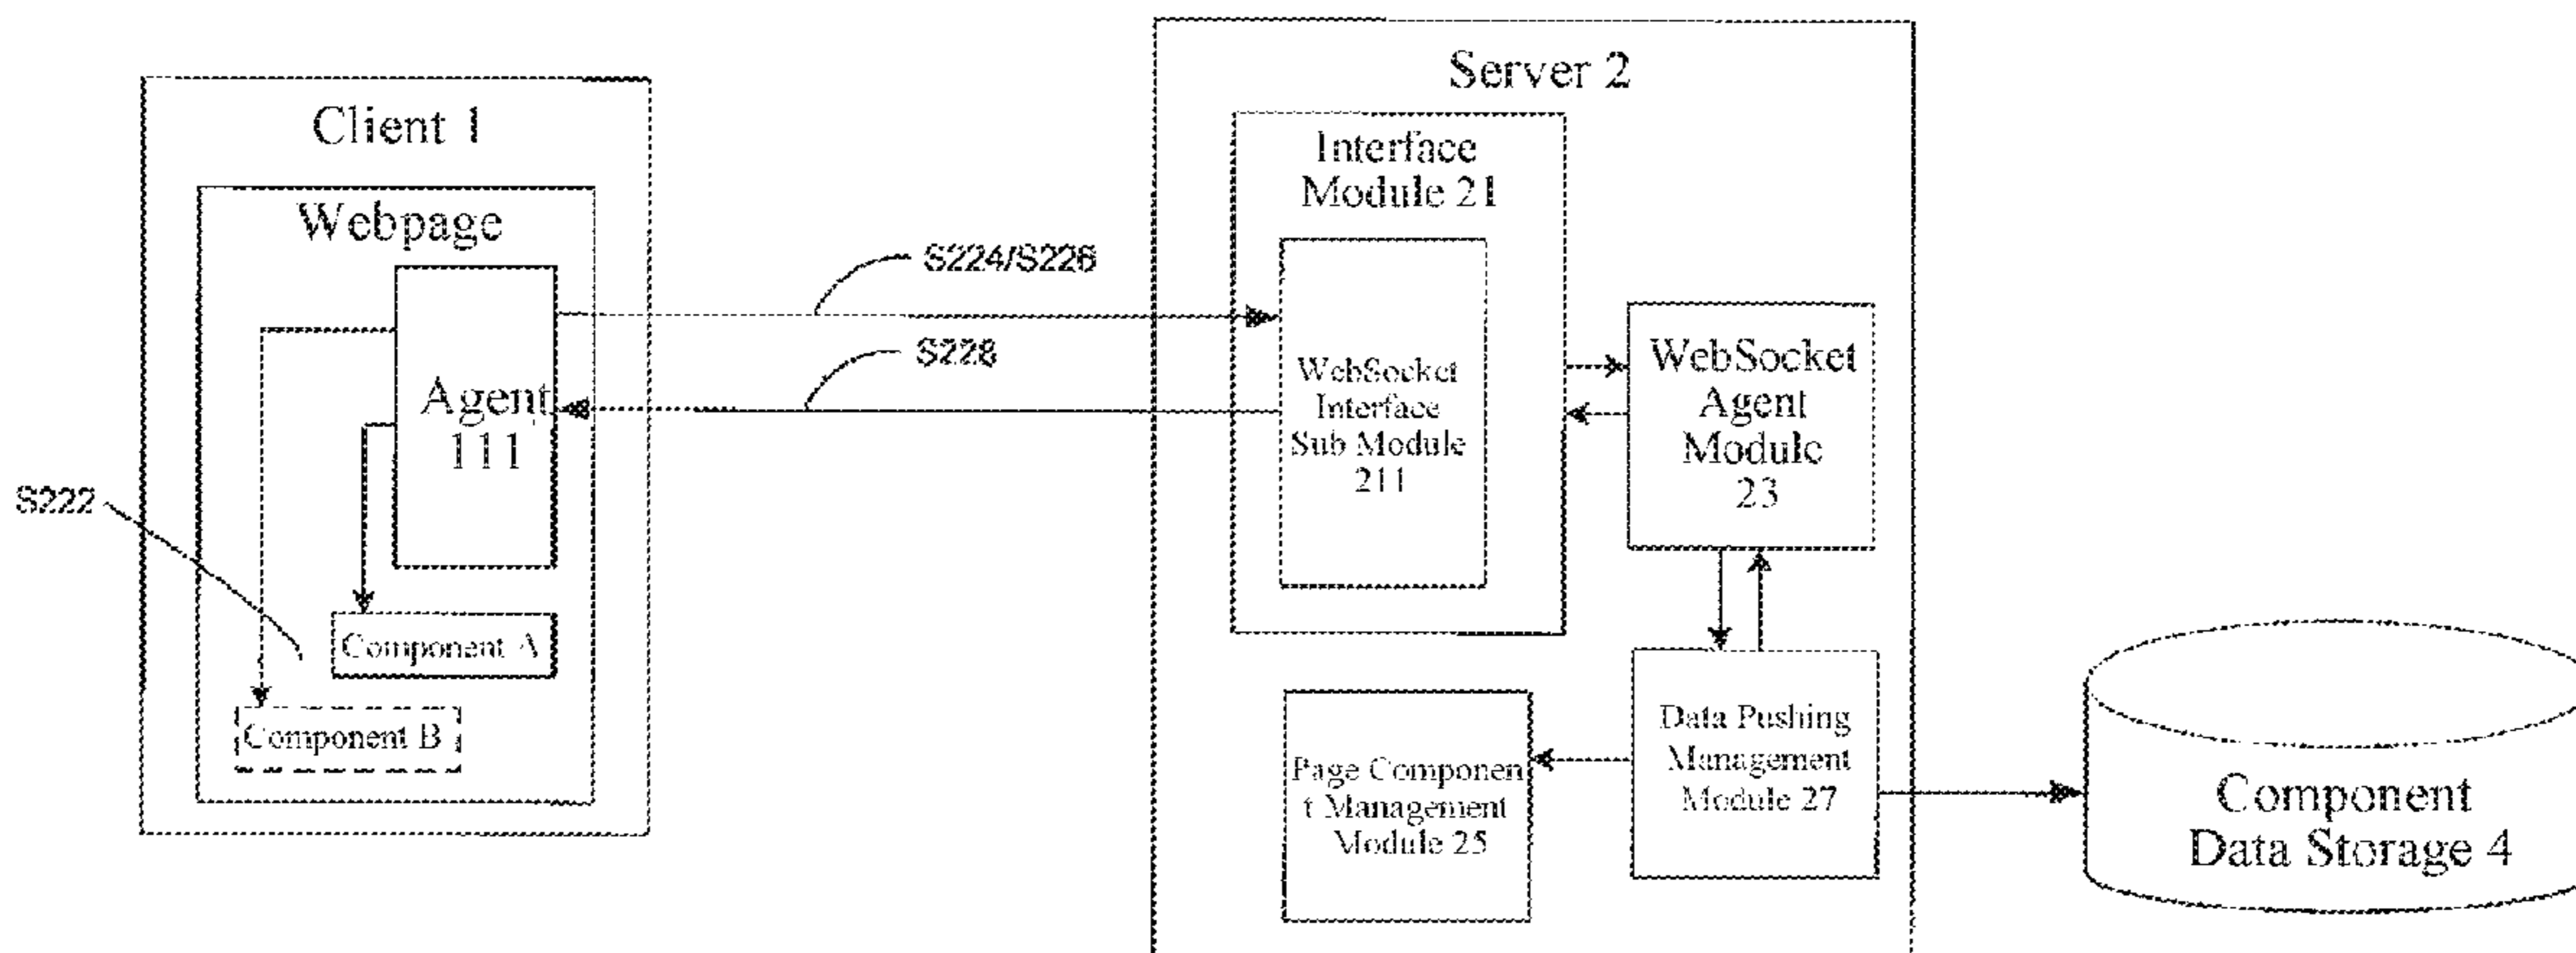 Client 1
Webpage
Agent
111
Component A
Component B
S222
S224/S226
S228
Server 2
Interface
Module 21
WebSocket
Interface
Sub Module
211
WebSocket
Agent
Module
23
Page Componen
t Management
Module 25
Data Pushing
Management
Module 27
Component
Data Storage 4